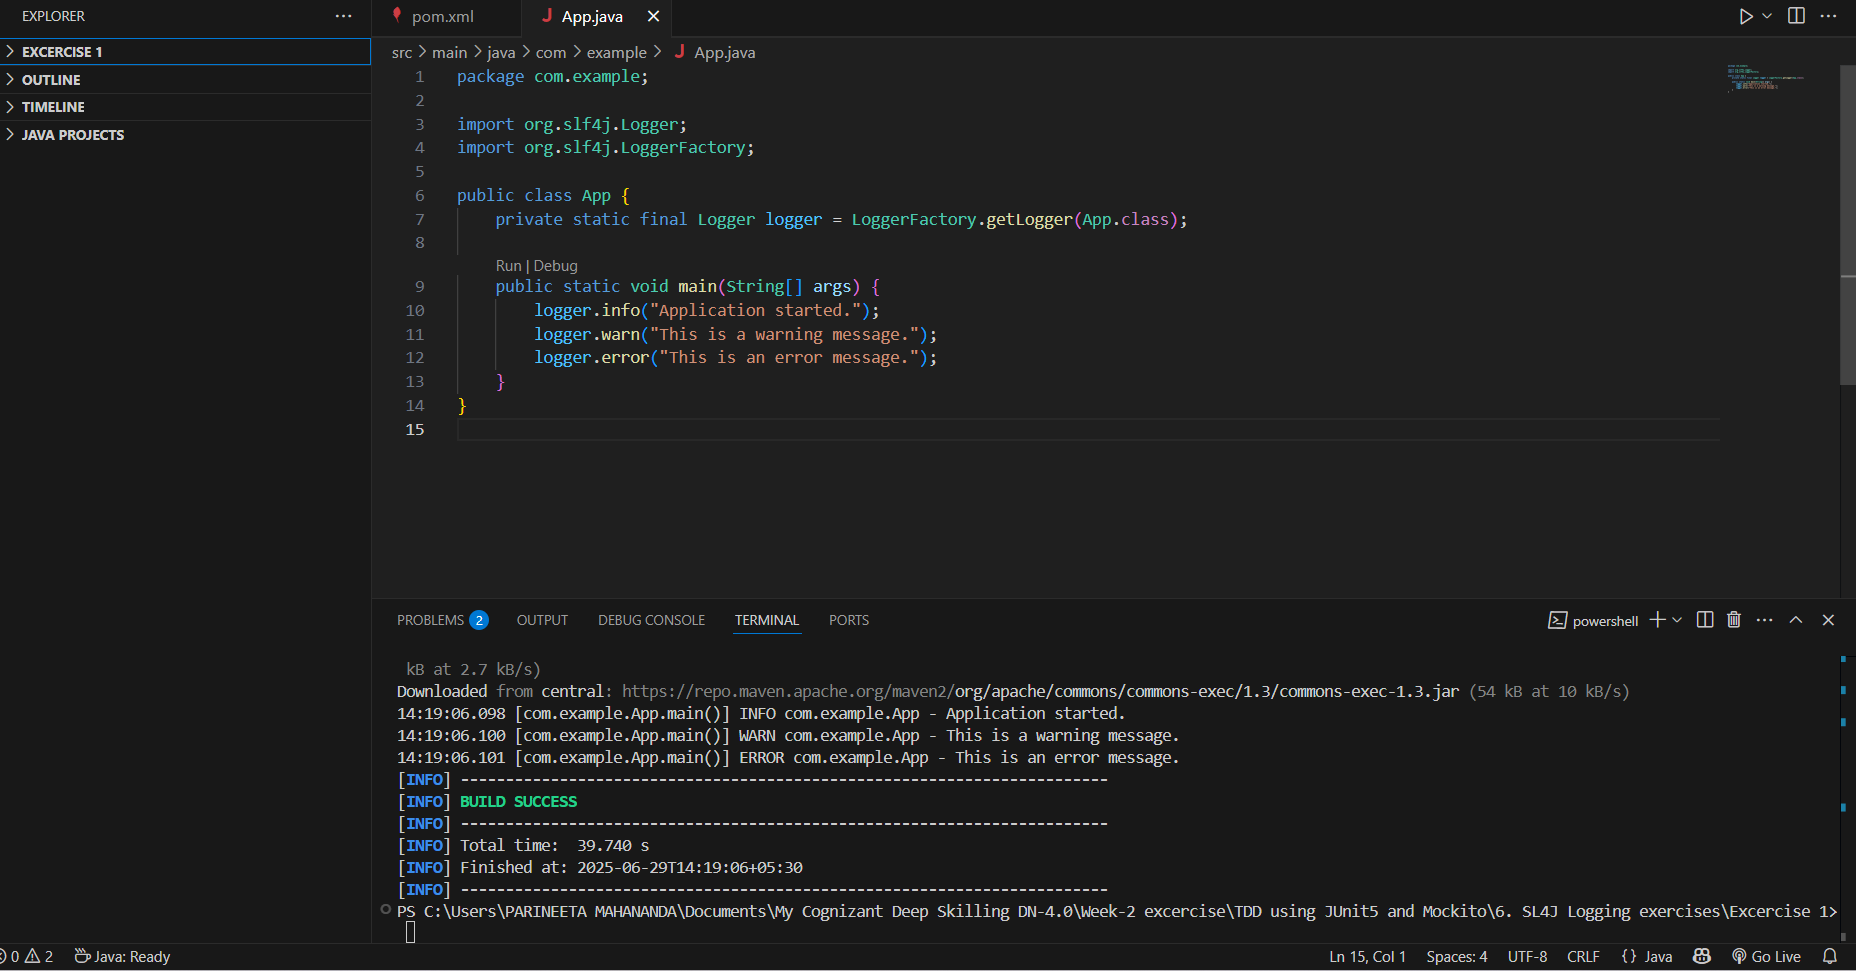 EXPLORER
EXCERCISE 1
OUTLINE
TIMELINE
JAVA PROJECTS
pom.xml
App.java
src > main > java > com > example > App.java
1 package com.example;
2
3 import org.slf4j.Logger;
4 import org.slf4j.LoggerFactory;
5
6 public class App {
7     private static final Logger logger = LoggerFactory.getLogger(App.class);
8
Run | Debug
9     public static void main(String[] args) {
10         logger.info("Application started.");
11         logger.warn("This is a warning message.");
12         logger.error("This is an error message.");
13     }
14 }
15
PROBLEMS 2 OUTPUT DEBUG CONSOLE TERMINAL PORTS
powershell
kB at 2.7 kB/s)
Downloaded from central: https://repo.maven.apache.org/maven2/org/apache/commons/commons-exec/1.3/commons-exec-1.3.jar (54 kB at 10 kB/s)
14:19:06.098 [com.example.App.main()] INFO com.example.App - Application started.
14:19:06.100 [com.example.App.main()] WARN com.example.App - This is a warning message.
14:19:06.101 [com.example.App.main()] ERROR com.example.App - This is an error message.
[INFO] ------------------------------------------------------------------------
[INFO] BUILD SUCCESS
[INFO] ------------------------------------------------------------------------
[INFO] Total time:  39.740 s
[INFO] Finished at: 2025-06-29T14:19:06+05:30
[INFO] ------------------------------------------------------------------------
PS C:\Users\PARINEETA MAHANANDA\Documents\My Cognizant Deep Skilling DN-4.0\Week-2 excercise\TDD using JUnit5 and Mockito\6. SL4J Logging exercises\Excercise 1>
0 2 Java: Ready Ln 15, Col 1 Spaces: 4 UTF-8 CRLF {} Java Go Live